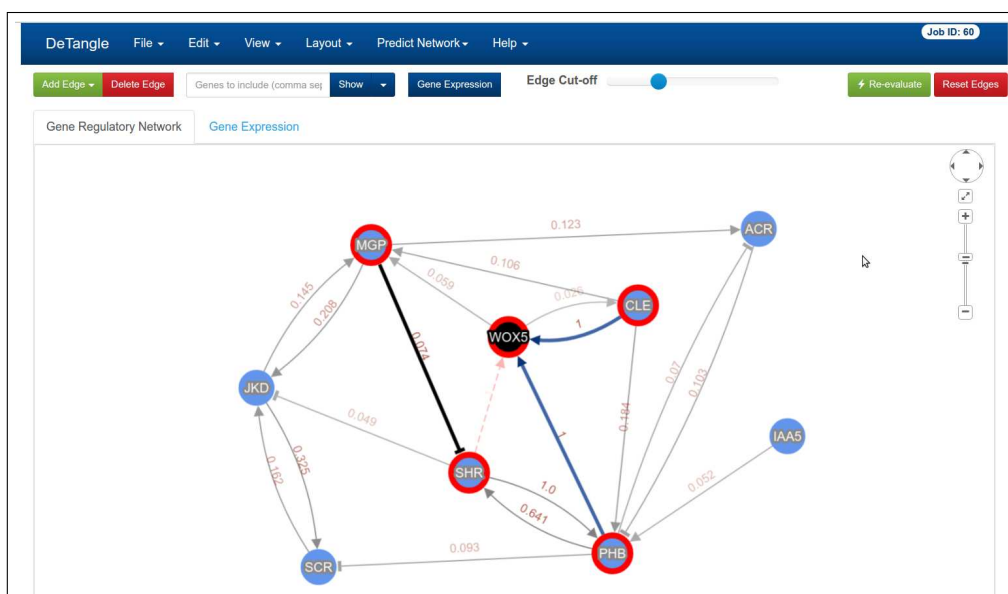 Job ID: 60
DeTangle File Edit View Layout Predict Network Help
Add Edge Delete Edge Genes to include (comma sep Show Gene Expression Edge Cut-off Re-evaluate Reset Edges
Gene Regulatory Network Gene Expression
0.123
ACR
MGP
0.106
0.059
0.145
0.208
0.026
CLE
1
WOX5
0.074
0.07
0.103
JKD
0.184
0.049
1
IAA5
0.325
0.162
SHR
1.0
0.052
0.641
0.093
PHB
SCR